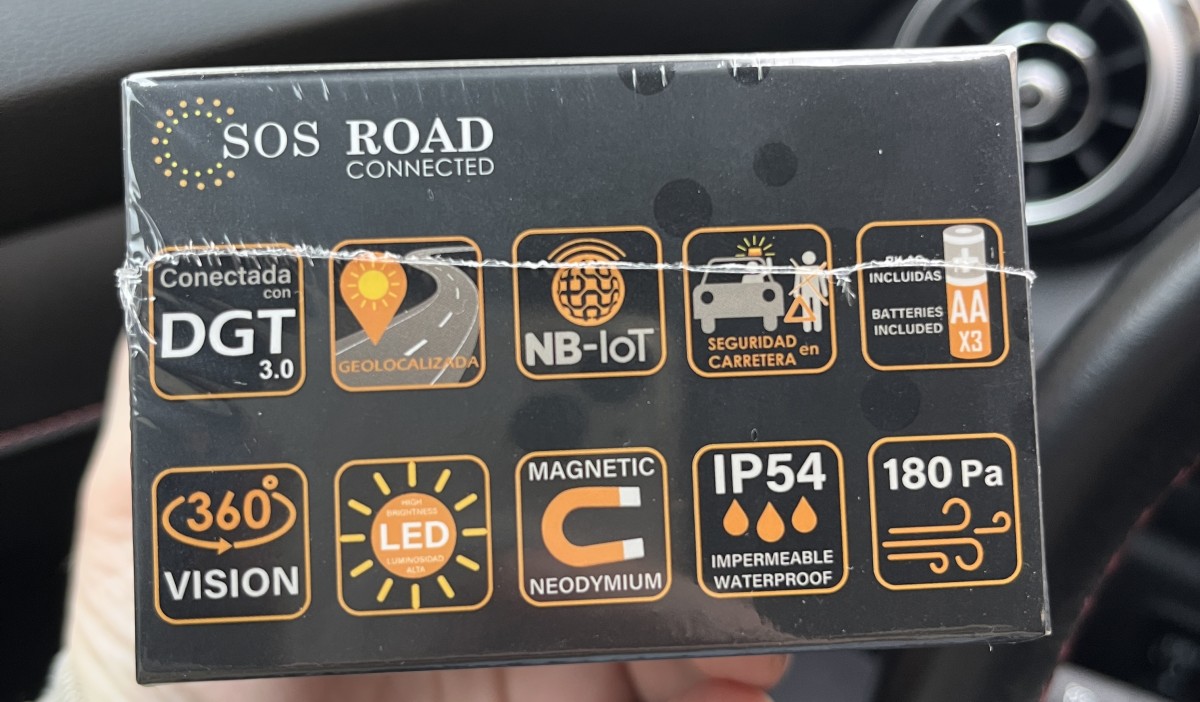 SOS ROAD
CONNECTED
Conectada
con
DGT
3.0
GEOLOCALIZADA
NB-IoT
SEGURIDAD en
CARRETERA
INCLUIDAS
BATTERIES
INCLUDED
AA
X3
360°
VISION
HIGH
BRIGHTNESS
LED
LUMINOSIDAD
ALTA
MAGNETIC
NEODYMIUM
IP54
IMPERMEABLE
WATERPROOF
180 Pa